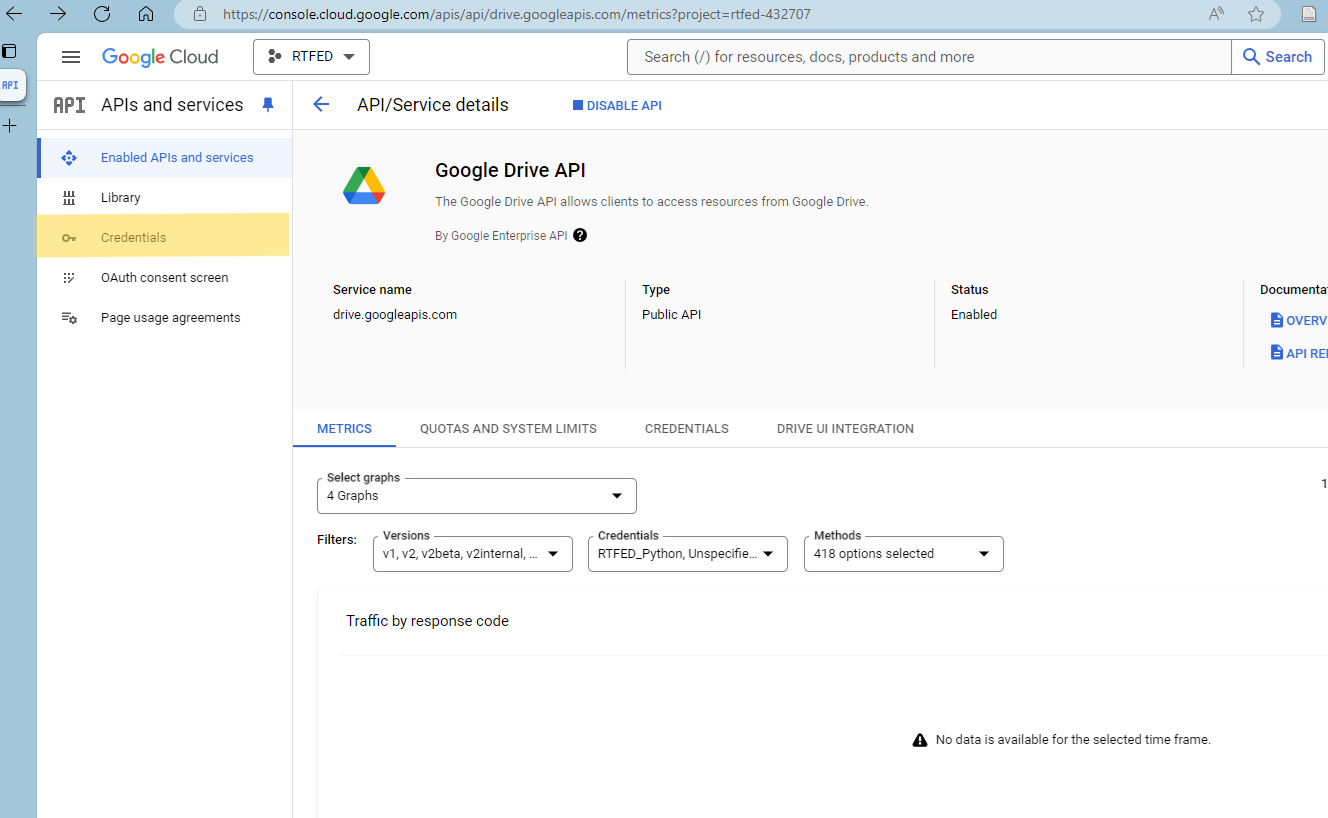 https://console.cloud.google.com/apis/api/drive.googleapis.com/metrics?project=rtfed-432707
Google Cloud
RTFED
Search (/) for resources, docs, products and more
Search
API
API
APIs and services
API/Service details
DISABLE API
Enabled APIs and services
Library
Credentials
OAuth consent screen
Page usage agreements
Google Drive API
The Google Drive API allows clients to access resources from Google Drive.
By Google Enterprise API
Service name
drive.googleapis.com
Type
Public API
Status
Enabled
Documenta
OVERV
API REI
METRICS
QUOTAS AND SYSTEM LIMITS
CREDENTIALS
DRIVE UI INTEGRATION
Select graphs
4 Graphs
1
Filters:
Versions
v1, v2, v2beta, v2internal, ...
Credentials
RTFED_Python, Unspecifie...
Methods
418 options selected
Traffic by response code
No data is available for the selected time frame.